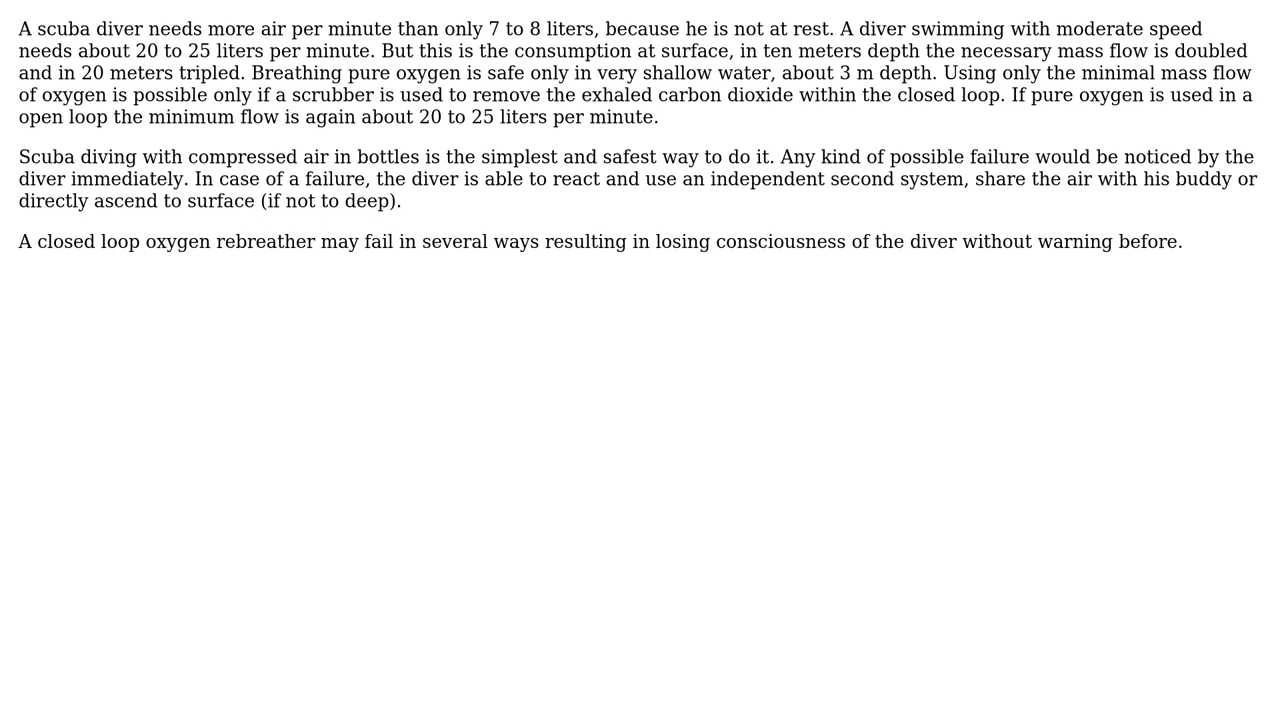 A scuba diver needs more air per minute than only 7 to 8 liters, because he is not at rest. A diver swimming with moderate speed
needs about 20 to 25 liters per minute. But this is the consumption at surface, in ten meters depth the necessary mass flow is doubled
and in 20 meters tripled. Breathing pure oxygen is safe only in very shallow water, about 3 m depth. Using only the minimal mass flow
of oxygen is possible only if a scrubber is used to remove the exhaled carbon dioxide within the closed loop. If pure oxygen is used in a
open loop the minimum flow is again about 20 to 25 liters per minute.
Scuba diving with compressed air in bottles is the simplest and safest way to do it. Any kind of possible failure would be noticed by the
diver immediately. In case of a failure, the diver is able to react and use an independent second system, share the air with his buddy or
directly ascend to surface (if not to deep).
A closed loop oxygen rebreather may fail in several ways resulting in losing consciousness of the diver without warning before.